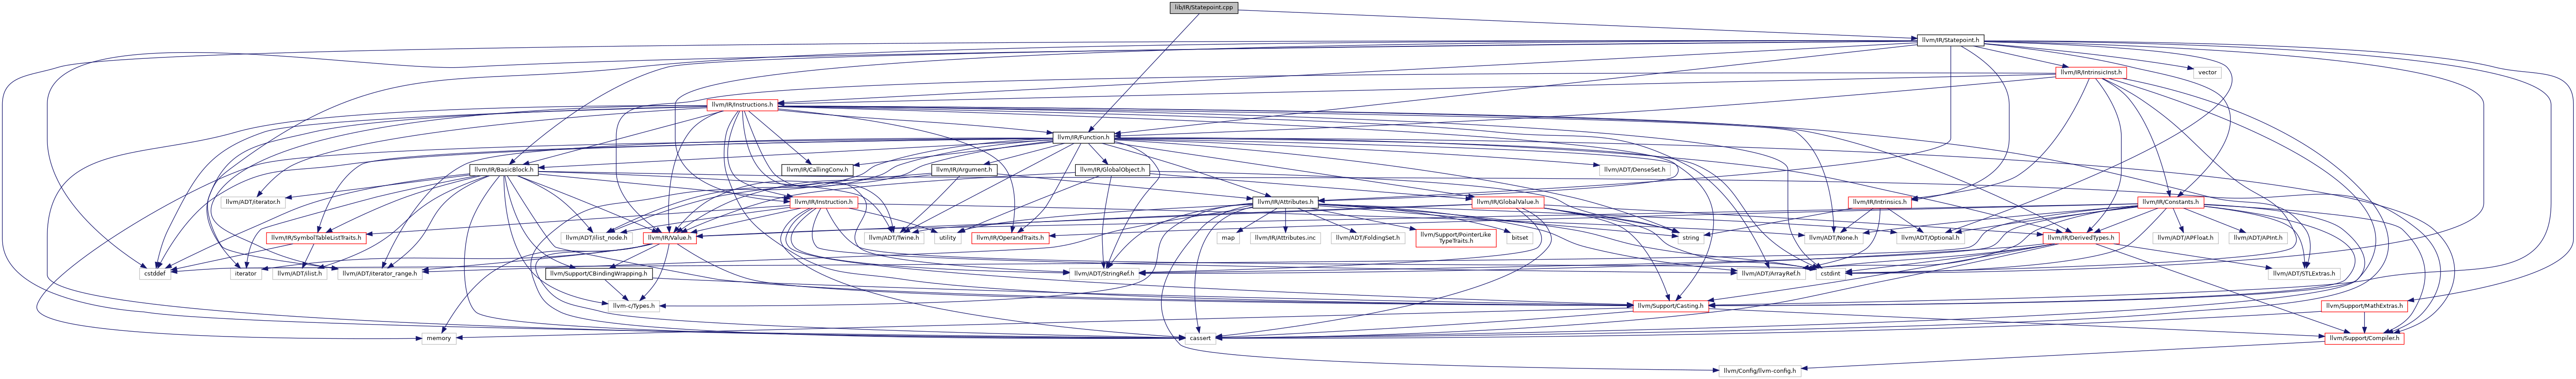 lib/IR/Statepoint.cpp
llvm/IR/Statepoint.h
llvm/IR/IntrinsicInst.h
vector
llvm/IR/Instructions.h
llvm/IR/Function.h
llvm/IR/BasicBlock.h
llvm/IR/CallingConv.h
llvm/IR/Argument.h
llvm/IR/GlobalObject.h
llvm/ADT/DenseSet.h
llvm/ADT/iterator.h
llvm/IR/Instruction.h
llvm/IR/Attributes.h
llvm/IR/GlobalValue.h
llvm/IR/Intrinsics.h
llvm/IR/Constants.h
llvm/IR/SymbolTableListTraits.h
llvm/ADT/ilist_node.h
llvm/IR/Value.h
llvm/ADT/Twine.h
utility
llvm/IR/OperandTraits.h
map
llvm/IR/Attributes.inc
llvm/ADT/FoldingSet.h
llvm/Support/PointerLike
TypeTraits.h
bitset
string
llvm/ADT/None.h
llvm/ADT/Optional.h
llvm/IR/DerivedTypes.h
llvm/ADT/APFloat.h
llvm/ADT/APInt.h
cstddef
iterator
llvm/ADT/ilist.h
llvm/ADT/iterator_range.h
llvm/Support/CBindingWrapping.h
llvm/ADT/StringRef.h
llvm/ADT/ArrayRef.h
cstdint
llvm/ADT/STLExtras.h
llvm-c/Types.h
llvm/Support/Casting.h
llvm/Support/MathExtras.h
memory
cassert
llvm/Support/Compiler.h
llvm/Config/llvm-config.h